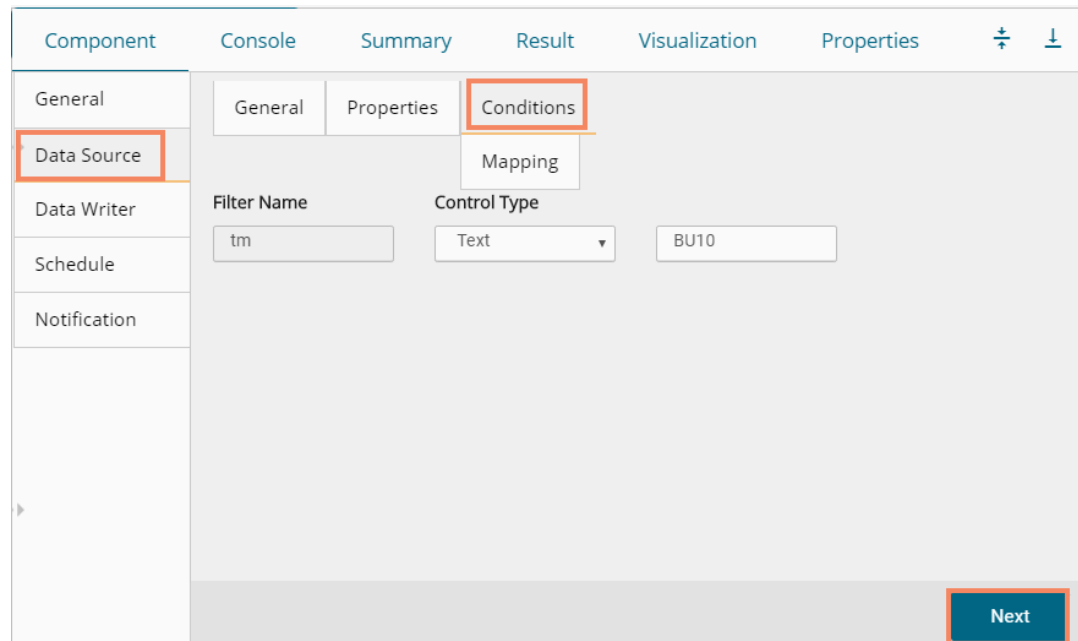 Component Console Summary Result Visualization Properties
General
Data Source
Data Writer
Schedule
Notification
General Properties Conditions
Mapping
Filter Name Control Type
tm Text BU10
Next